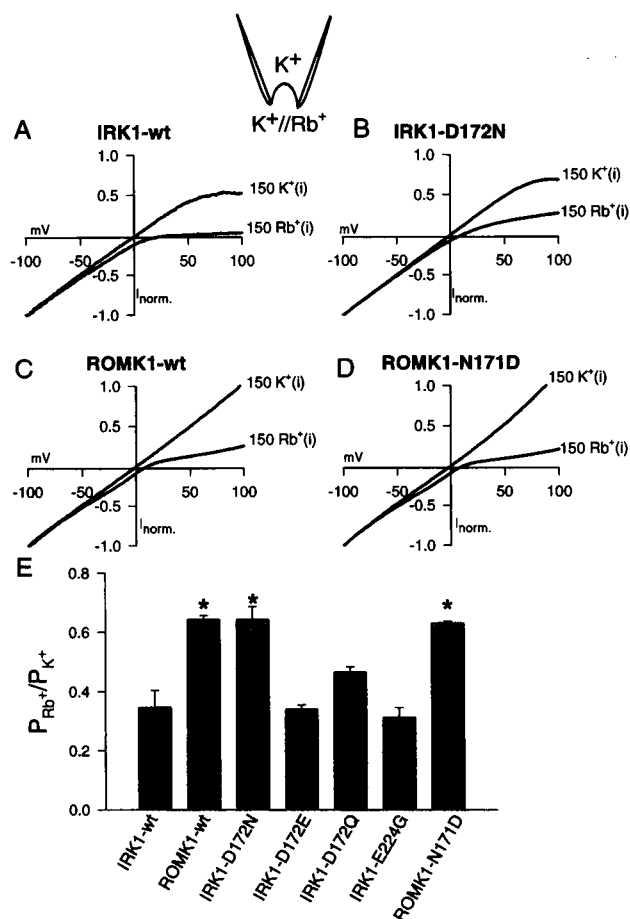 K+
K+//Rb+
A
IRK1-wt
1.0
0.5
150 K+(i)
150 Rb+(i)
mV
-100
-50
0
50
100
-0.5
-1.0
Inorm.
B
IRK1-D172N
1.0
0.5
150 K+(i)
150 Rb+(i)
mV
-100
-50
0
50
100
-0.5
-1.0
Inorm.
C
ROMK1-wt
1.0
0.5
150 K+(i)
150 Rb+(i)
mV
-100
-50
0
50
100
-0.5
-1.0
Inorm.
D
ROMK1-N171D
1.0
0.5
150 K+(i)
150 Rb+(i)
mV
-100
-50
0
50
100
-0.5
-1.0
Inorm.
E
PRb+/PK+
0.8
0.6
0.4
0.2
0.0
*
*
*
IRK1-wt
ROMK1-wt
IRK1-D172N
IRK1-D172E
IRK1-D172Q
IRK1-E224G
ROMK1-N171D